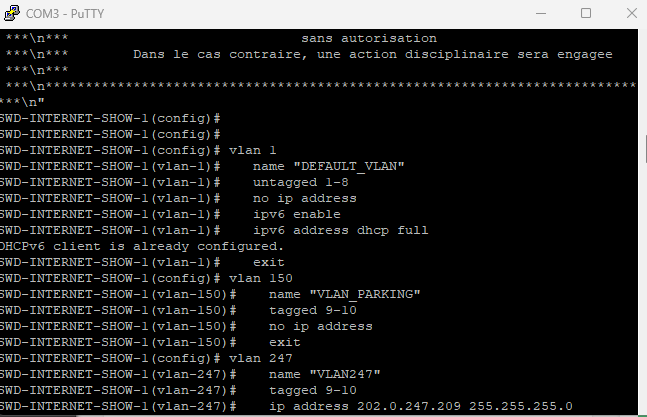 COM3 - PuTTY
***\n***                             sans autorisation
***\n***        Dans le cas contraire, une action disciplinaire sera engagee
***\n***
***\n**************************************************************************
***\n"
SWD-INTERNET-SHOW-1(config)#
SWD-INTERNET-SHOW-1(config)#
SWD-INTERNET-SHOW-1(config)# vlan 1
SWD-INTERNET-SHOW-1(vlan-1)#    name "DEFAULT_VLAN"
SWD-INTERNET-SHOW-1(vlan-1)#    untagged 1-8
SWD-INTERNET-SHOW-1(vlan-1)#    no ip address
SWD-INTERNET-SHOW-1(vlan-1)#    ipv6 enable
SWD-INTERNET-SHOW-1(vlan-1)#    ipv6 address dhcp full
DHCPv6 client is already configured.
SWD-INTERNET-SHOW-1(vlan-1)#    exit
SWD-INTERNET-SHOW-1(config)# vlan 150
SWD-INTERNET-SHOW-1(vlan-150)#    name "VLAN_PARKING"
SWD-INTERNET-SHOW-1(vlan-150)#    tagged 9-10
SWD-INTERNET-SHOW-1(vlan-150)#    no ip address
SWD-INTERNET-SHOW-1(vlan-150)#    exit
SWD-INTERNET-SHOW-1(config)# vlan 247
SWD-INTERNET-SHOW-1(vlan-247)#    name "VLAN247"
SWD-INTERNET-SHOW-1(vlan-247)#    tagged 9-10
SWD-INTERNET-SHOW-1(vlan-247)#    ip address 202.0.247.209 255.255.255.0